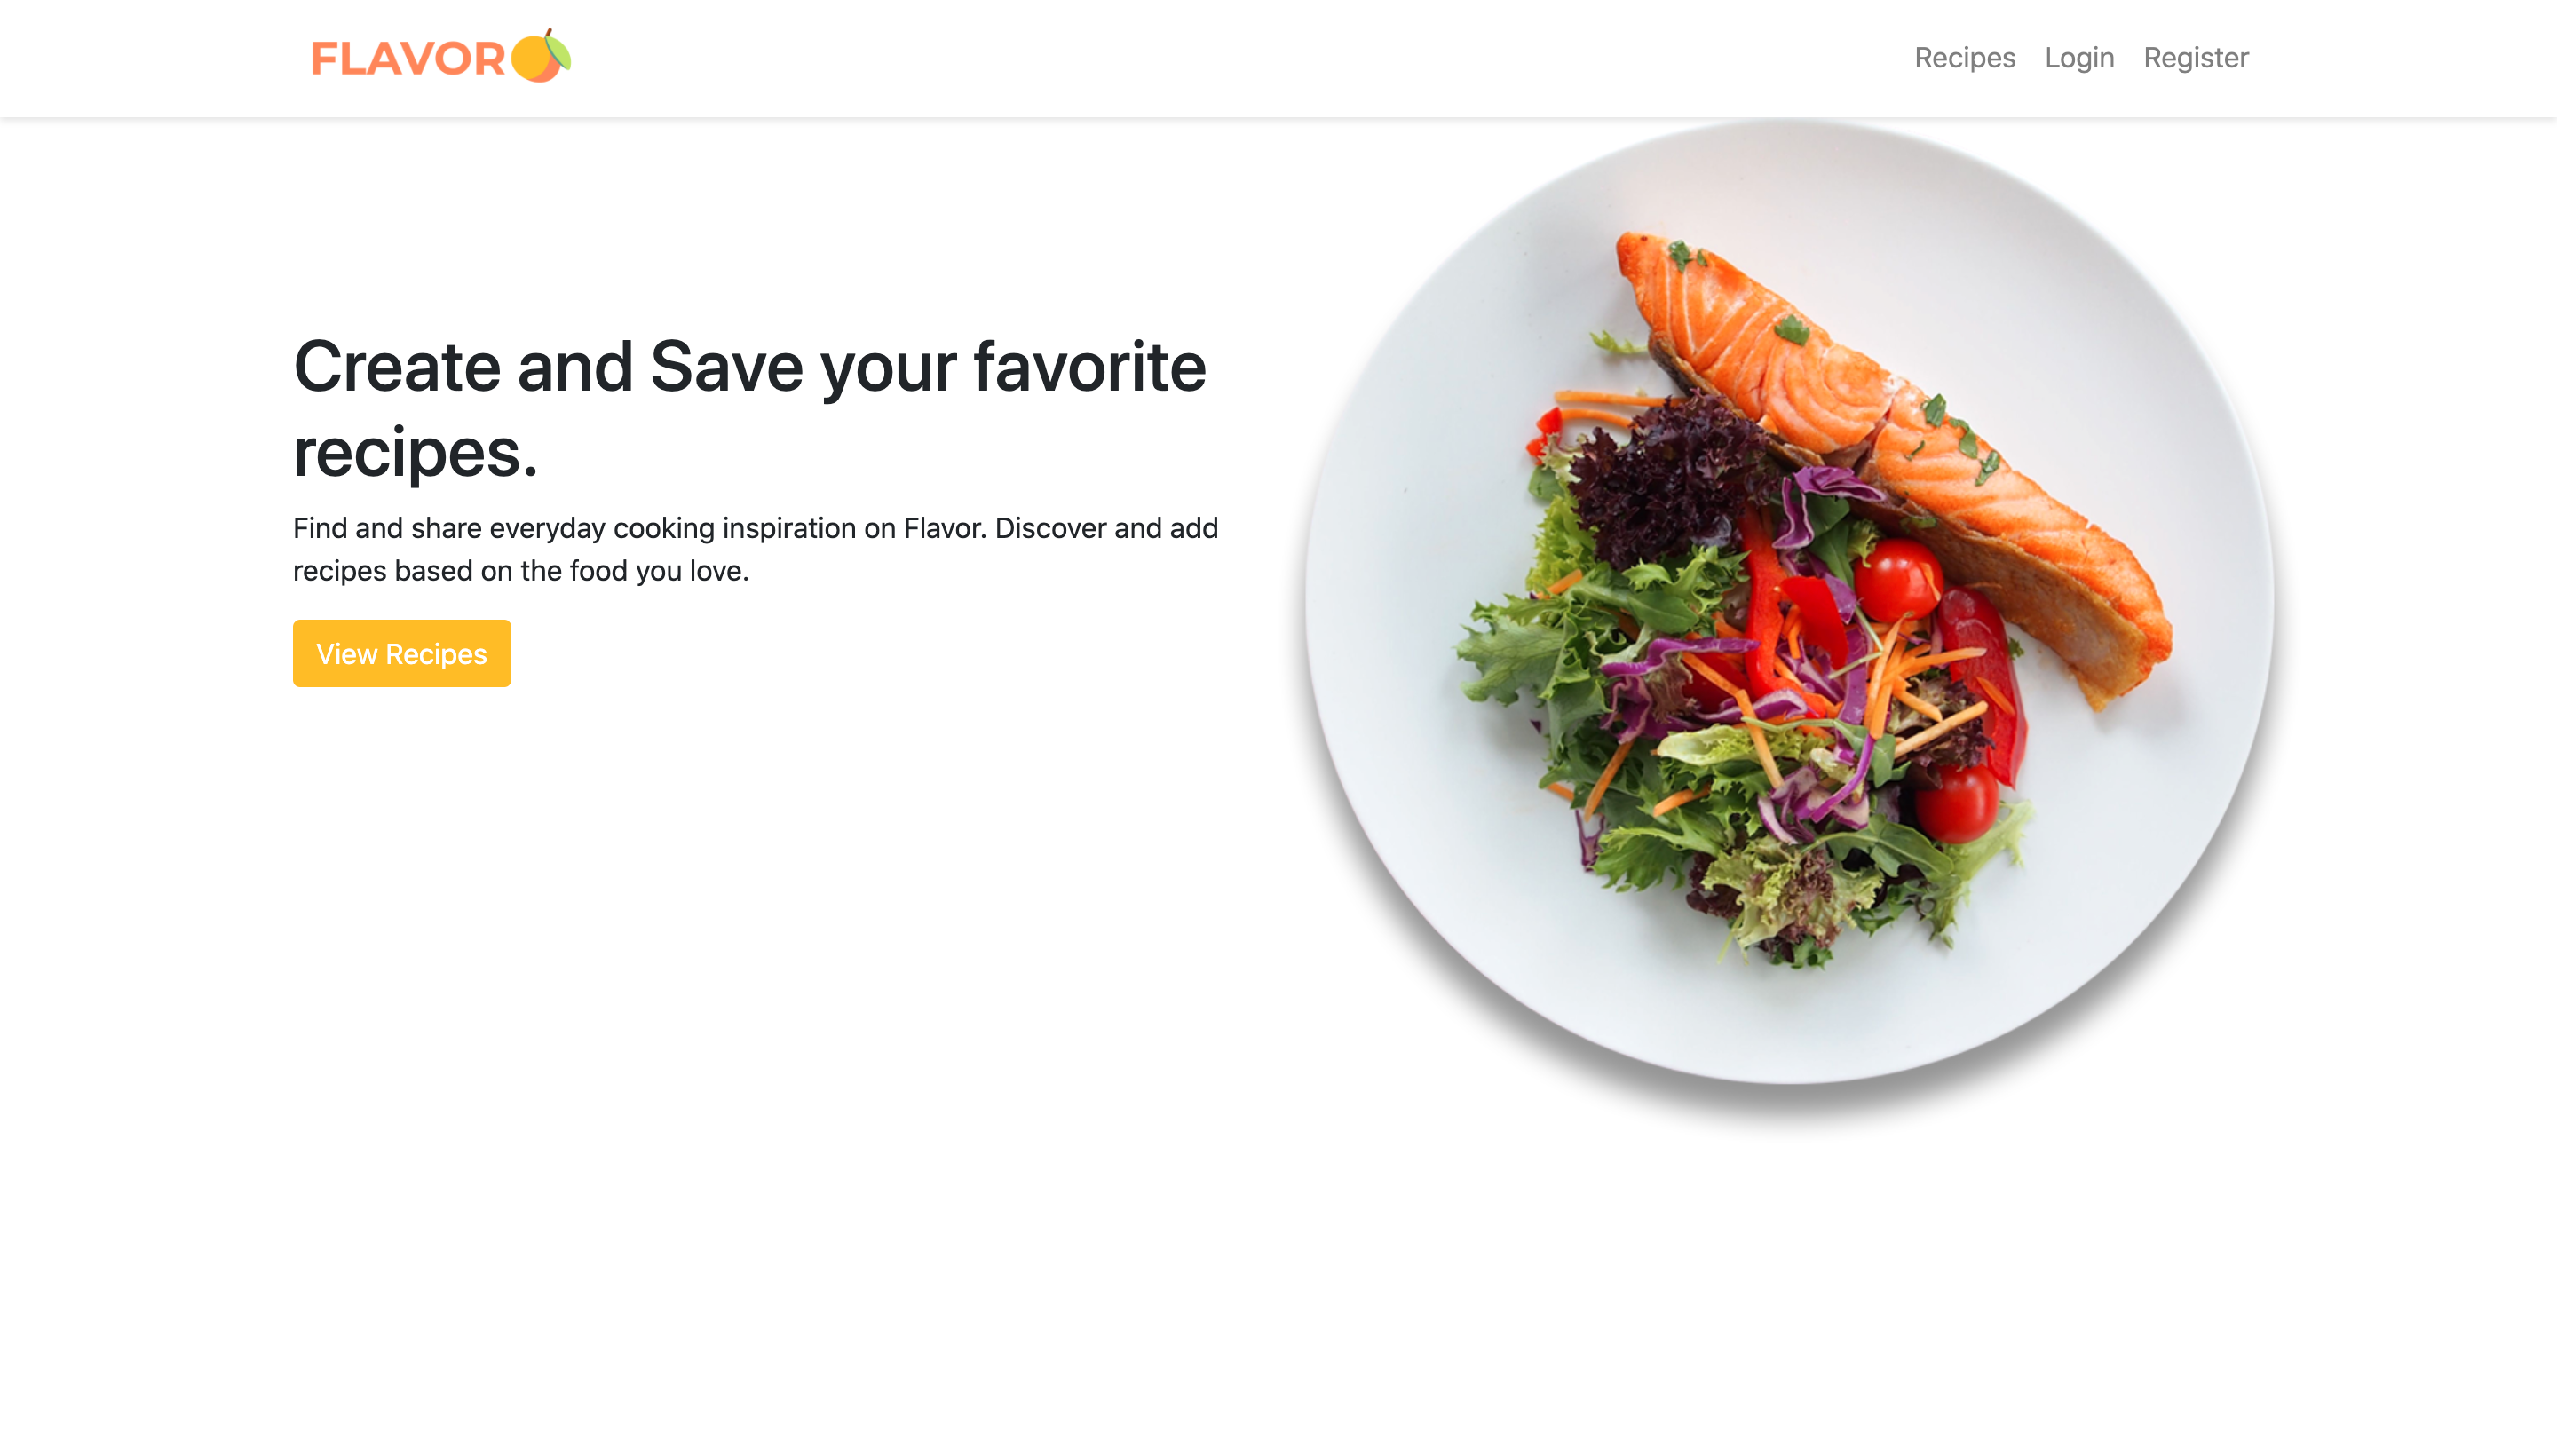 FLAVOR
Recipes Login Register
Create and Save your favorite
recipes.
Find and share everyday cooking inspiration on Flavor. Discover and add
recipes based on the food you love.
View Recipes